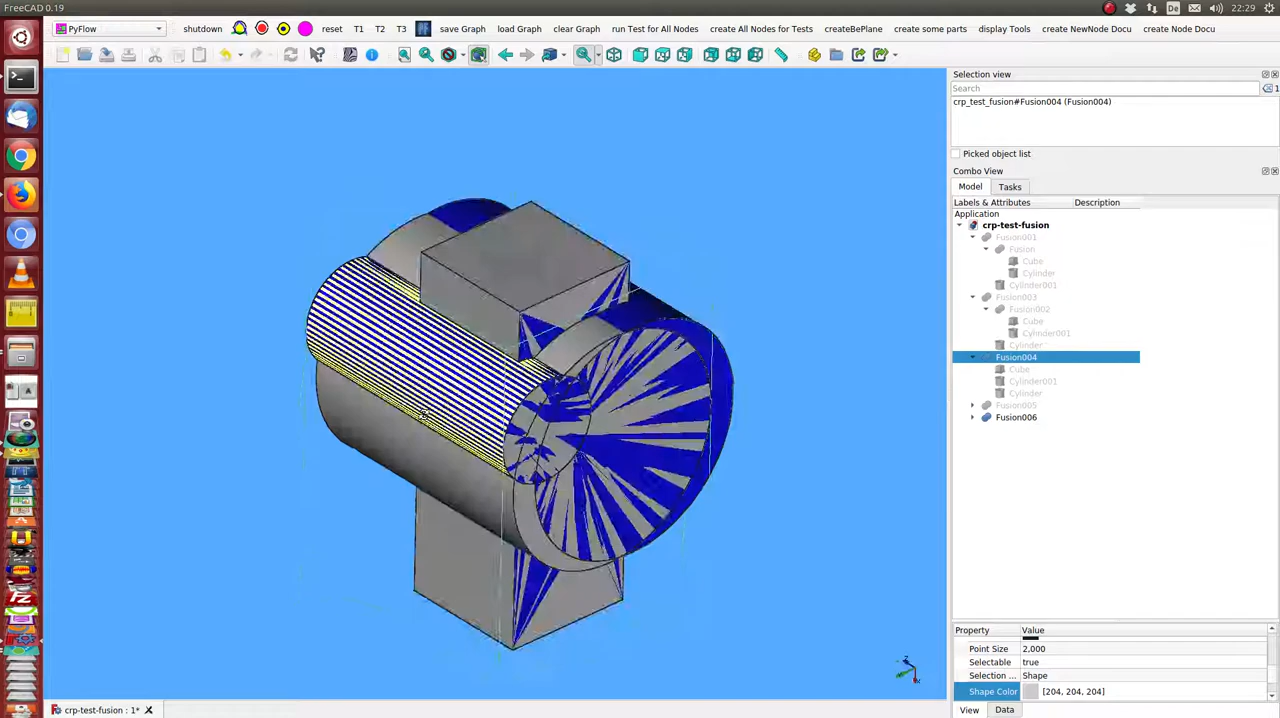 FreeCAD 0.19
De
22:29
PyFlow
shutdown
reset
T1
T2
T3
save Graph
load Graph
clear Graph
run Test for All Nodes
create All Nodes for Tests
createBePlane
create some parts
display Tools
create NewNode Docu
create Node Docu
Selection view
Search
1
crp_test_fusion#Fusion004 (Fusion004)
Picked object list
Combo View
Model
Tasks
Labels & Attributes
Description
Application
crp-test-fusion
Fusion001
Fusion
Cube
Cylinder
Cylinder001
Fusion003
Fusion002
Cube
Cylinder001
Cylinder
Fusion004
Cube
Cylinder001
Cylinder
Fusion005
Fusion006
Property
Value
Point Size
2,000
Selectable
true
Selection ...
Shape
Shape Color
[204, 204, 204]
View
Data
crp-test-fusion : 1*